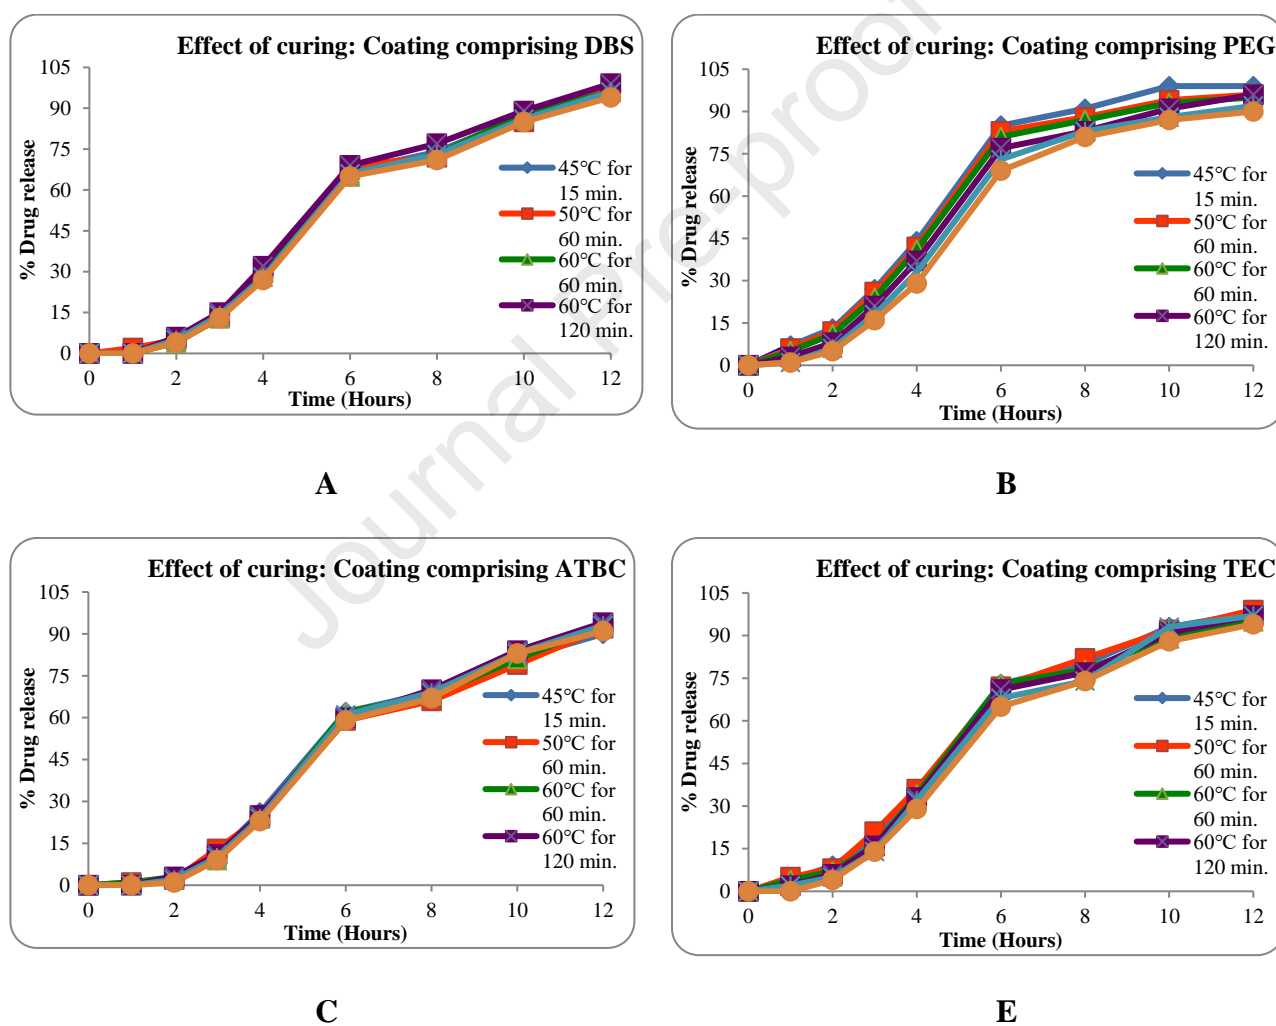 Effect of curing: Coating comprising DBS
105
90
75
60
45
30
15
0
% Drug release
0 2 4 6 8 10 12
Time (Hours)
45°C for
15 min.
50°C for
60 min.
60°C for
60 min.
60°C for
120 min.
A
Effect of curing: Coating comprising PEG
105
90
75
60
45
30
15
0
% Drug release
0 2 4 6 8 10 12
Time (Hours)
45°C for
15 min.
50°C for
60 min.
60°C for
60 min.
60°C for
120 min.
B
Effect of curing: Coating comprising ATBC
105
90
75
60
45
30
15
0
% Drug release
0 2 4 6 8 10 12
Time (Hours)
45°C for
15 min.
50°C for
60 min.
60°C for
60 min.
60°C for
120 min.
C
Effect of curing: Coating comprising TEC
105
90
75
60
45
30
15
0
% Drug release
0 2 4 6 8 10 12
Time (Hours)
45°C for
15 min.
50°C for
60 min.
60°C for
60 min.
60°C for
120 min.
E
Journal Pre-proof